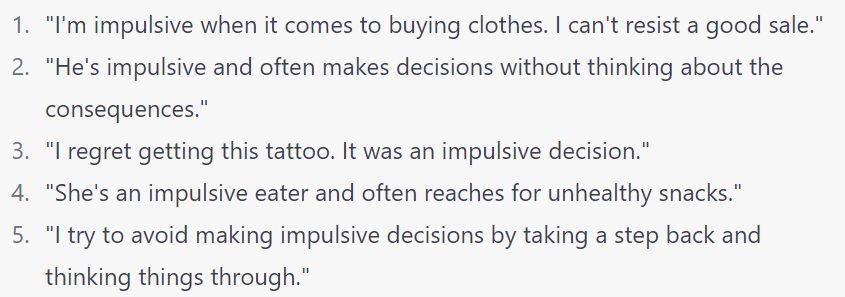 1. "I'm impulsive when it comes to buying clothes. I can't resist a good sale."
2. "He's impulsive and often makes decisions without thinking about the
consequences."
3. "I regret getting this tattoo. It was an impulsive decision."
4. "She's an impulsive eater and often reaches for unhealthy snacks."
5. "I try to avoid making impulsive decisions by taking a step back and
thinking things through."